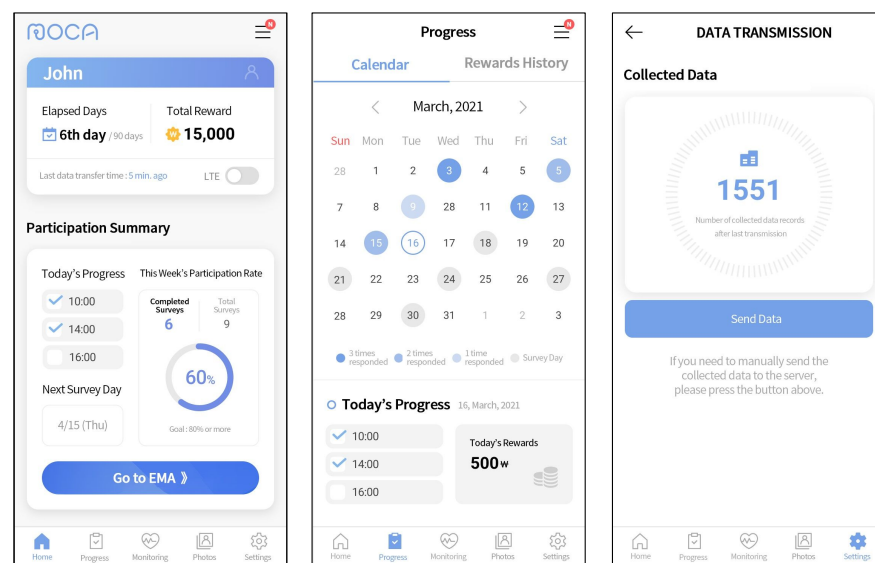 MOCA
N
John
Elapsed Days
Total Reward
6th day / 90 days
W 15,000
Last data transfer time : 5 min. ago
LTE
Participation Summary
Today's Progress
10:00
14:00
16:00
Next Survey Day
4/15 (Thu)
This Week's Participation Rate
Completed Surveys
6
Total Surveys
9
60%
Goal : 80% or more
Go to EMA 》
Home Progress Monitoring Photos Settings
Progress
N
Calendar Rewards History
< March, 2021 >
Sun Mon Tue Wed Thu Fri Sat
28 1 2 3 4 5 5
7 8 9 28 11 12 13
14 15 16 17 18 19 20
21 22 23 24 25 26 27
28 29 30 31 1 2 3
3 times responded
2 times responded
1 time responded
Survey Day
Today's Progress 16, March, 2021
10:00
14:00
16:00
Today's Rewards
500₩
Home Progress Monitoring Photos Settings
DATA TRANSMISSION
Collected Data
1551
Number of collected data records
after last transmission
Send Data
If you need to manually send the
collected data to the server,
please press the button above.
Home Progress Monitoring Photos Settings